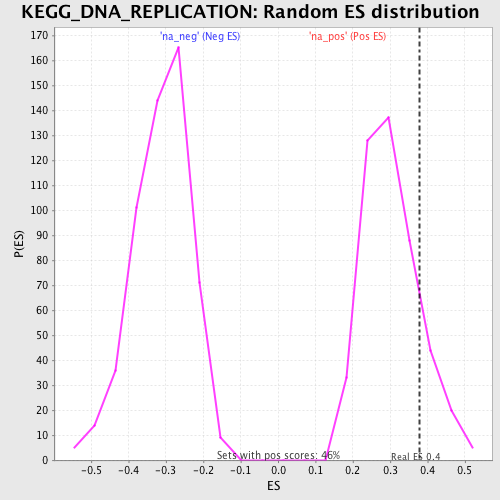 KEGG_DNA_REPLICATION: Random ES distribution
'na_neg' (Neg ES)
'na_pos' (Pos ES)
170
160
150
140
130
120
110
100
90
80
70
60
50
40
30
20
10
0
P(ES)
Sets with pos scores: 46%
Real ES 0.4
-0.5 -0.4 -0.3 -0.2 -0.1 0.0 0.1 0.2 0.3 0.4 0.5
ES